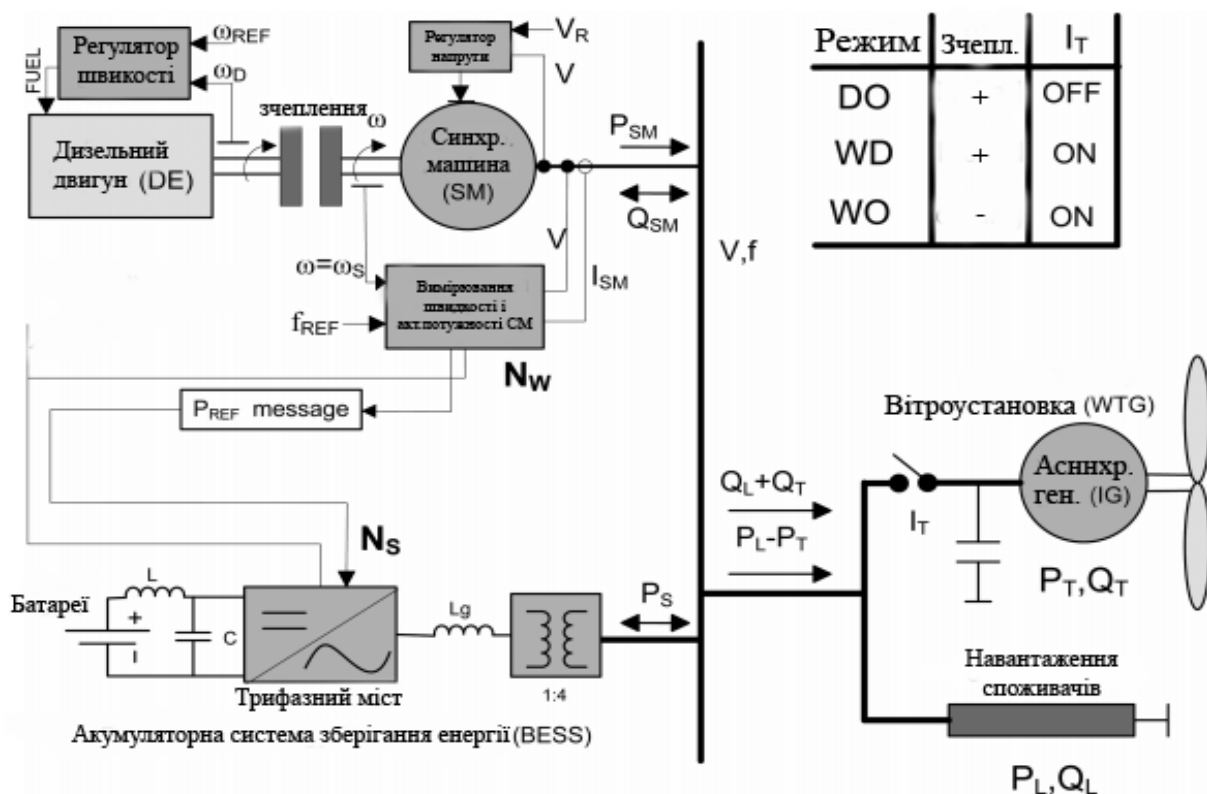 Регулятор
швикості
ωREF
ωD
FUEL
Дизельний
двигун (DE)
зчеплення
ω
Регулятор
напруги
VR
V
Синхр.
машина
(SM)
PSM
QSM
V
ISM
ω=ωS
fREF
Вимірювання
швидкості і
акт.потужності СМ
NW
PREF message
V,f
Режим Зчепл. IT
DO + OFF
WD + ON
WO - ON
Вітроустановка (WTG)
Асннхр.
ген. (IG)
IT
QL+QT
PL-PT
PT,QT
PS
NS
Батареї
L
+
I
C
Lg
1:4
Трифазний міст
Акумуляторна система зберігання енергії (BESS)
Навантаження
споживачів
PL,QL